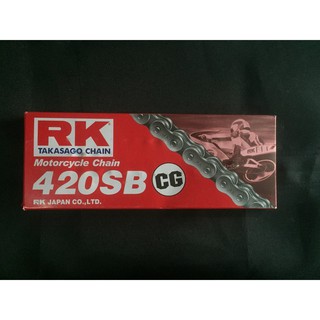 RK
TAKASAGO CHAIN
Motorcycle Chain
420SB CG
RK JAPAN CO.,LTD.